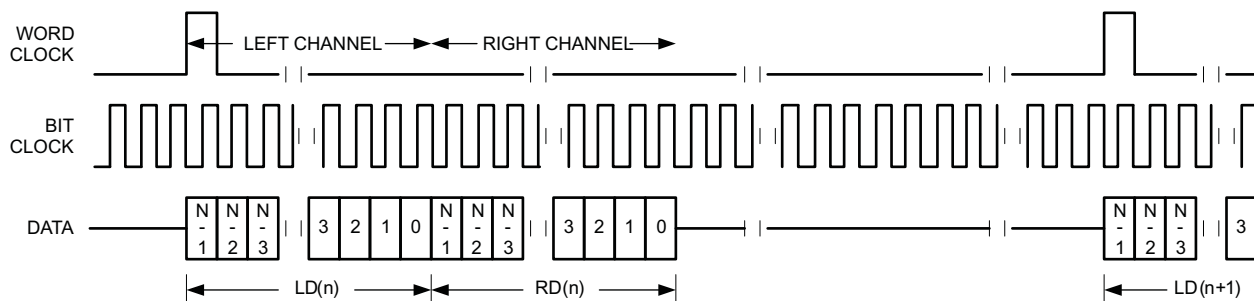 WORD
CLOCK
LEFT CHANNEL
RIGHT CHANNEL
BIT
CLOCK
DATA
N
-
1
N
-
2
N
-
3
3
2
1
0
N
-
1
N
-
2
N
-
3
3
2
1
0
N
-
1
N
-
2
N
-
3
3
LD(n)
RD(n)
LD(n+1)